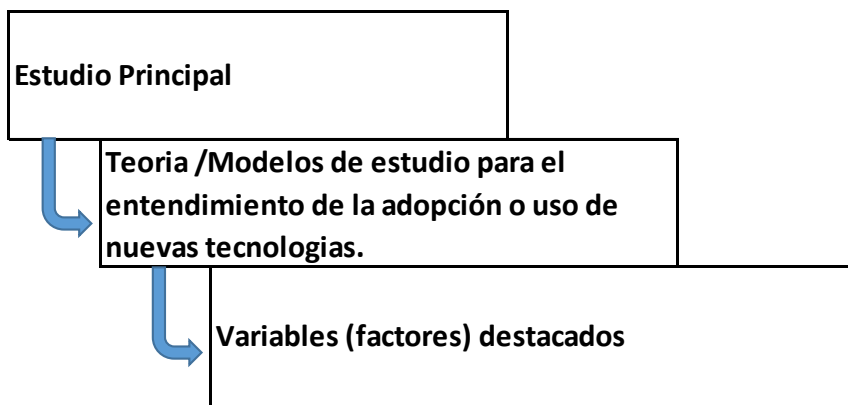 Estudio Principal
Teoria /Modelos de estudio para el
entendimiento de la adopción o uso de
nuevas tecnologias.
Variables (factores) destacados